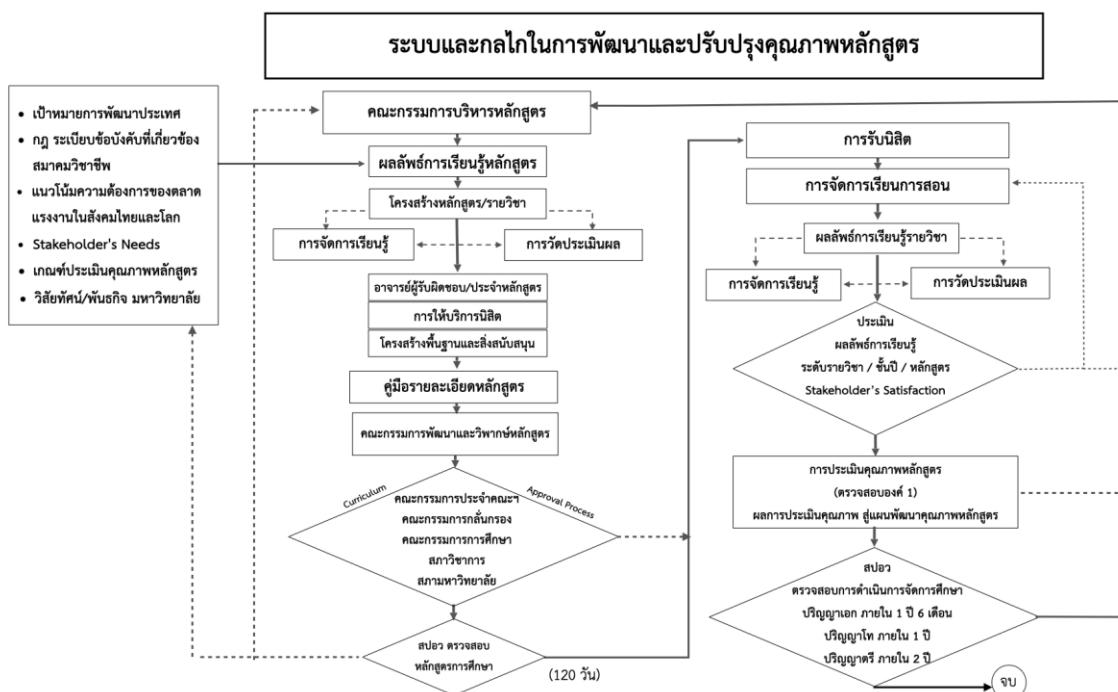 ระบบและกลไกในการพัฒนาและปรับปรุงคุณภาพหลักสูตร
• เป้าหมายการพัฒนาประเทศ
• กฎ ระเบียบข้อบังคับที่เกี่ยวข้อง
สมาคมวิชาชีพ
• แนวโน้มความต้องการของตลาด
แรงงานในสังคมไทยและโลก
• Stakeholder's Needs
• เกณฑ์ประเมินคุณภาพหลักสูตร
• วิสัยทัศน์/พันธกิจ มหาวิทยาลัย
คณะกรรมการบริหารหลักสูตร
ผลลัพธ์การเรียนรู้หลักสูตร
โครงสร้างหลักสูตร/รายวิชา
การจัดการเรียนรู้
การวัดประเมินผล
อาจารย์ผู้รับผิดชอบ/ประจำหลักสูตร
การให้บริการนิสิต
โครงสร้างพื้นฐานและสิ่งสนับสนุน
คู่มือรายละเอียดหลักสูตร
คณะกรรมการพัฒนาและวิพากษ์หลักสูตร
Curriculum
Approval Process
คณะกรรมการประจำคณะฯ
คณะกรรมการกลั่นกรอง
คณะกรรมการการศึกษา
สภาวิชาการ
สภามหาวิทยาลัย
สปอว ตรวจสอบ
หลักสูตรการศึกษา
(120 วัน)
การรับนิสิต
การจัดการเรียนการสอน
ผลลัพธ์การเรียนรู้รายวิชา
การจัดการเรียนรู้
การวัดประเมินผล
ประเมิน
ผลลัพธ์การเรียนรู้
ระดับรายวิชา / ชั้นปี / หลักสูตร
Stakeholder's Satisfaction
การประเมินคุณภาพหลักสูตร
(ตรวจสอบองค์ 1)
ผลการประเมินคุณภาพ สู่แผนพัฒนาคุณภาพหลักสูตร
สปอว
ตรวจสอบการดำเนินการจัดการศึกษา
ปริญญาเอก ภายใน 1 ปี 6 เดือน
ปริญญาโท ภายใน 1 ปี
ปริญญาตรี ภายใน 2 ปี
จบ